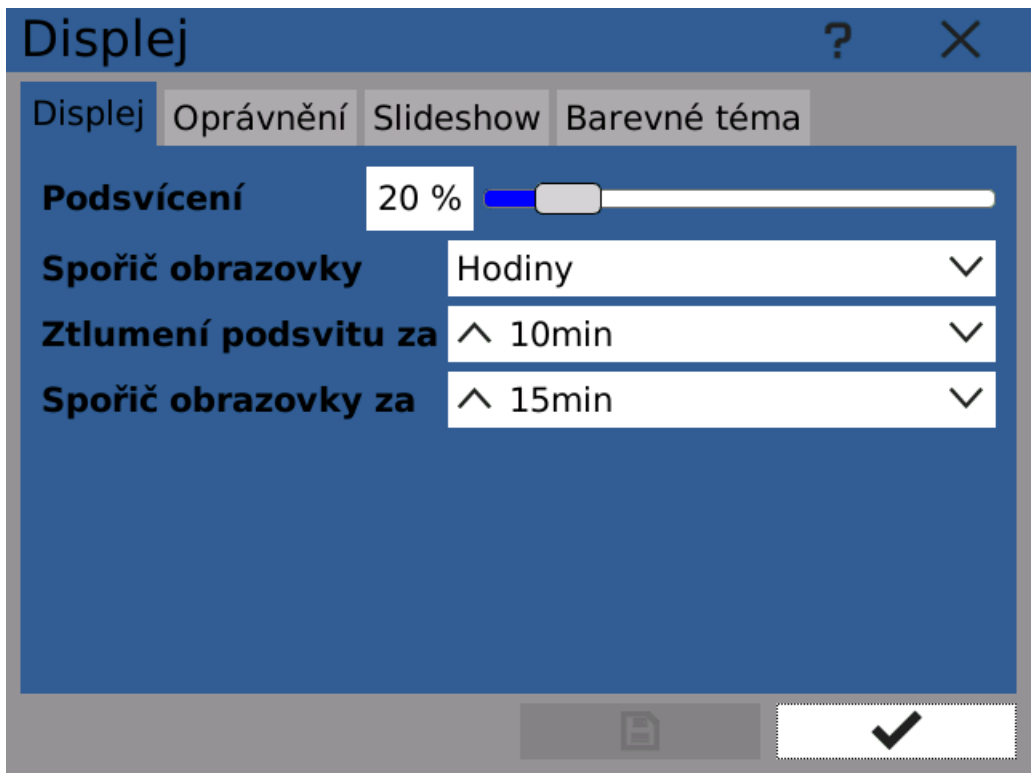 Displej ?
Displej Oprávnění Slideshow Barevné téma
Podsvícení 20 %
Spořič obrazovky Hodiny
Ztlumení podsvitu za 10min
Spořič obrazovky za 15min